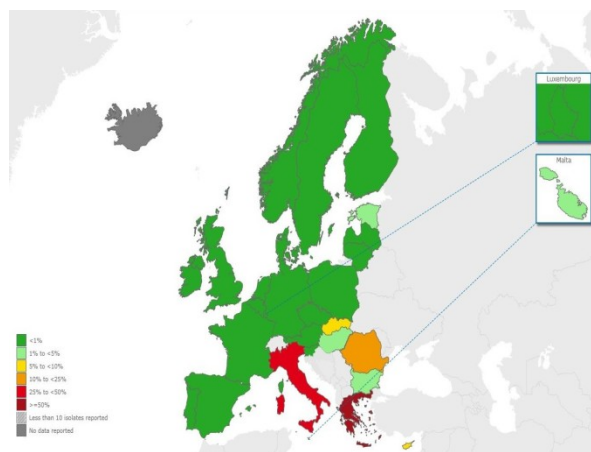 Luxembourg
Malta
<1%
1% to <5%
5% to <10%
10% to <25%
25% to <50%
>=50%
Less than 10 isolates reported
No data reported